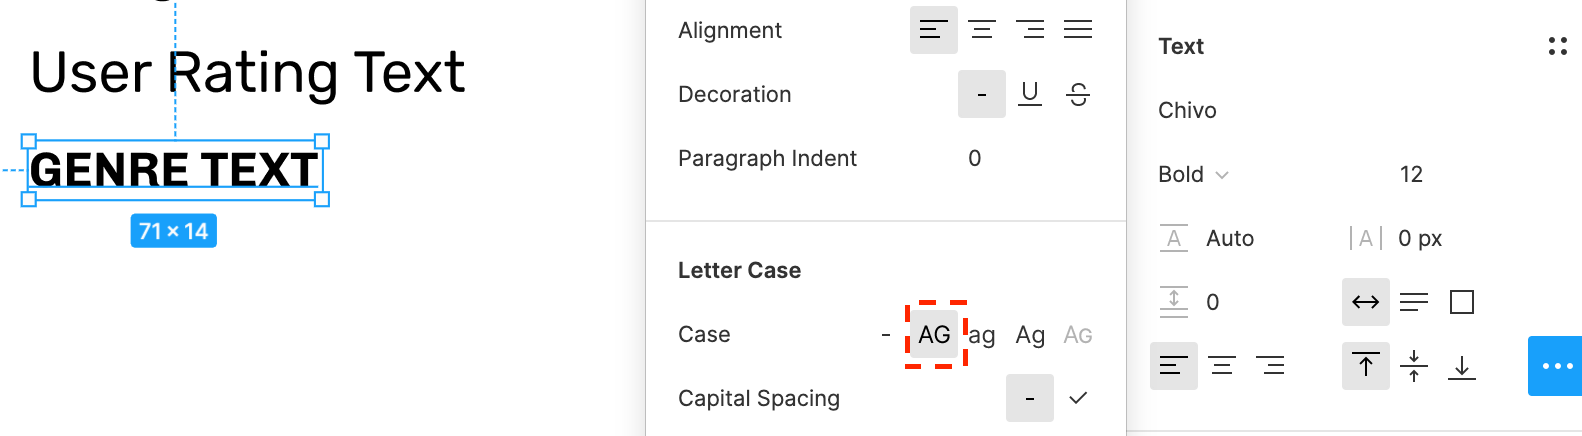 User Rating Text
GENRE TEXT
71 × 14
Alignment
Decoration - U S
Paragraph Indent 0
Letter Case
Case - AG ag Ag AG
Capital Spacing -
Text
Chivo
Bold 12
A Auto |A| 0 px
0